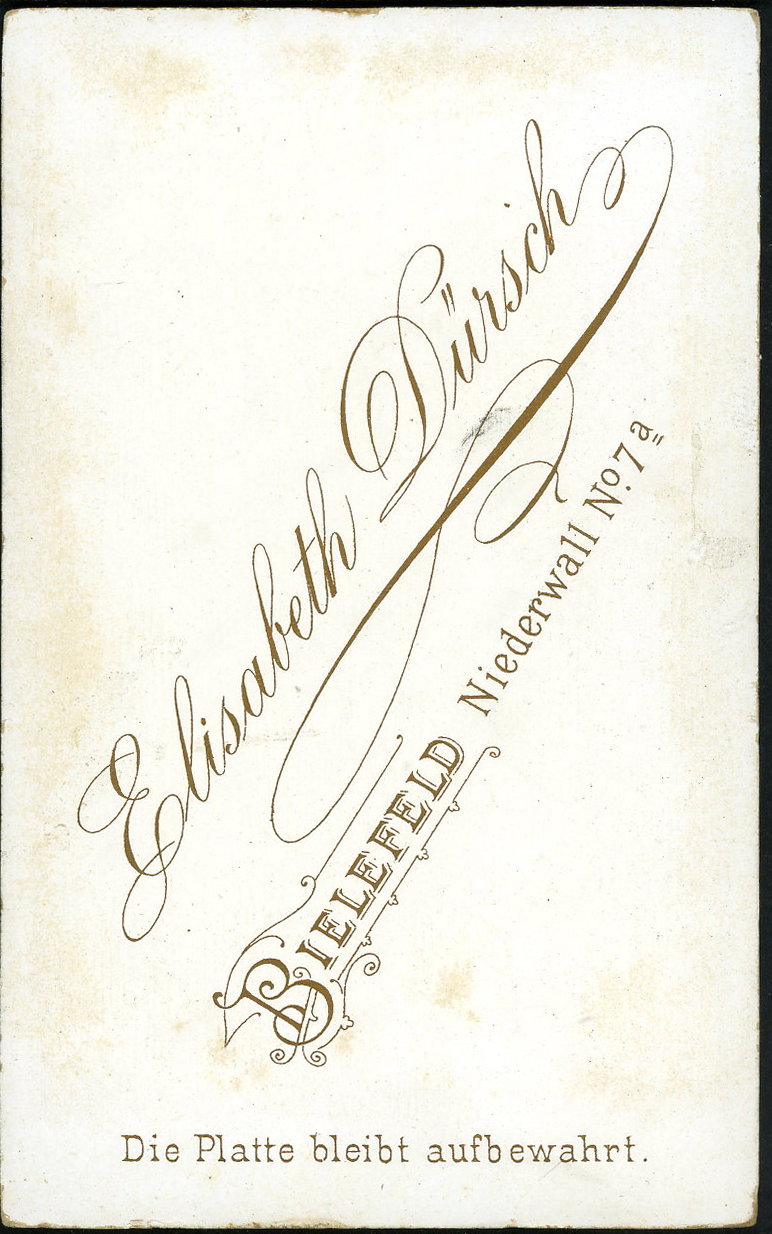 Elisabeth Dürsch
BIELEFELD Niederwall No. 7a
Die Platte bleibt aufbewahrt.